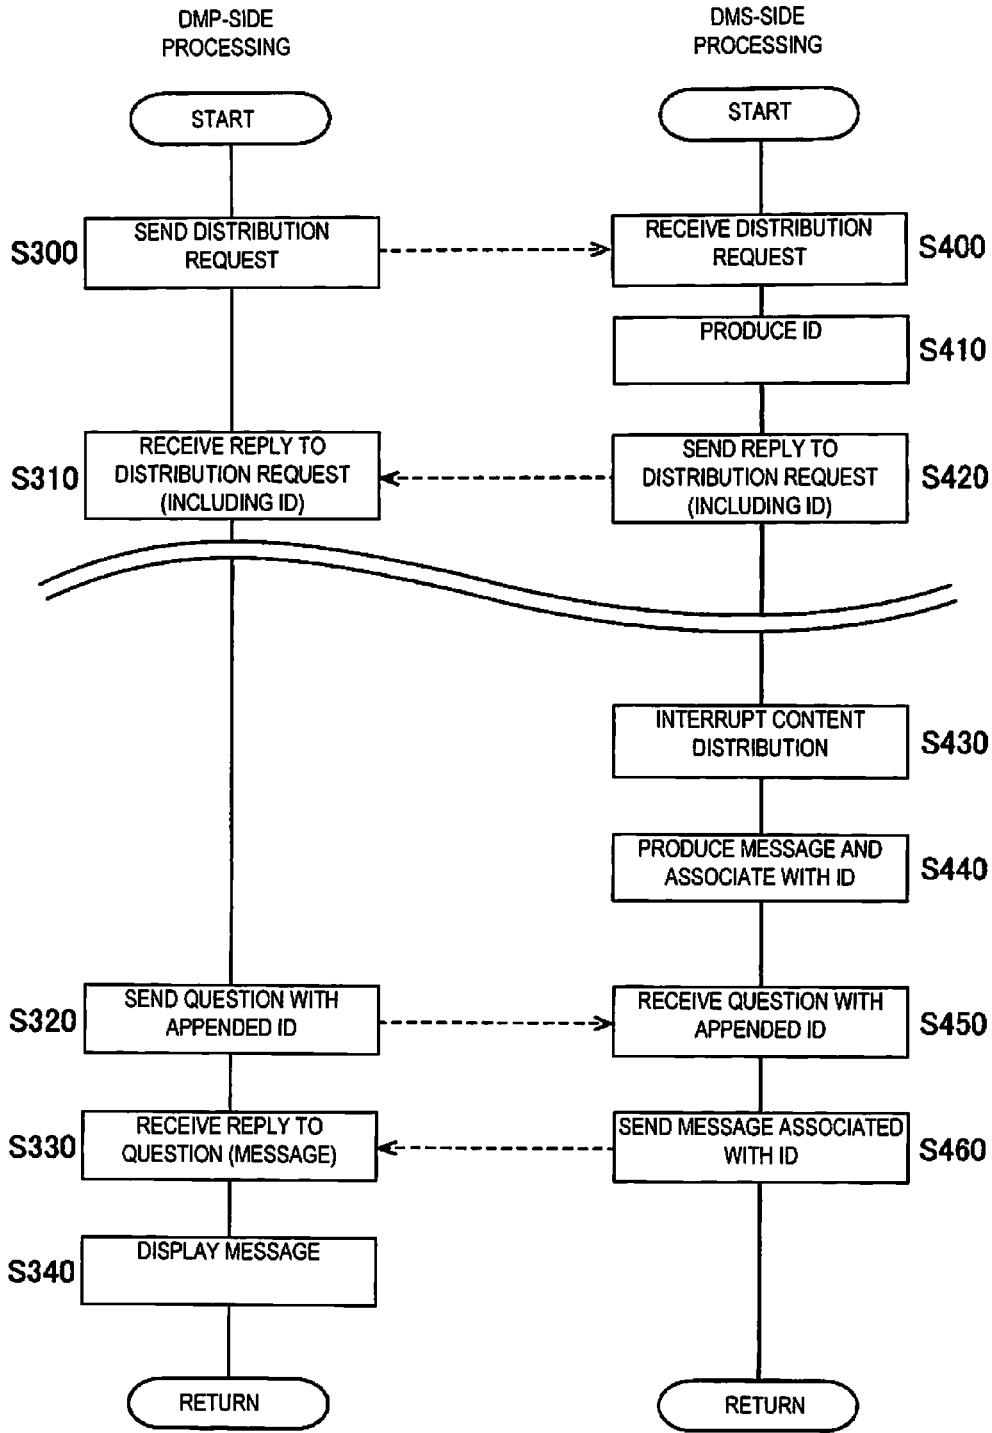 DMP-SIDE
PROCESSING
DMS-SIDE
PROCESSING
START
START
S300
SEND DISTRIBUTION
REQUEST
RECEIVE DISTRIBUTION
REQUEST
S400
PRODUCE ID
S410
S310
RECEIVE REPLY TO
DISTRIBUTION REQUEST
(INCLUDING ID)
SEND REPLY TO
DISTRIBUTION REQUEST
(INCLUDING ID)
S420
INTERRUPT CONTENT
DISTRIBUTION
S430
PRODUCE MESSAGE AND
ASSOCIATE WITH ID
S440
S320
SEND QUESTION WITH
APPENDED ID
RECEIVE QUESTION WITH
APPENDED ID
S450
S330
RECEIVE REPLY TO
QUESTION (MESSAGE)
SEND MESSAGE ASSOCIATED
WITH ID
S460
S340
DISPLAY MESSAGE
RETURN
RETURN